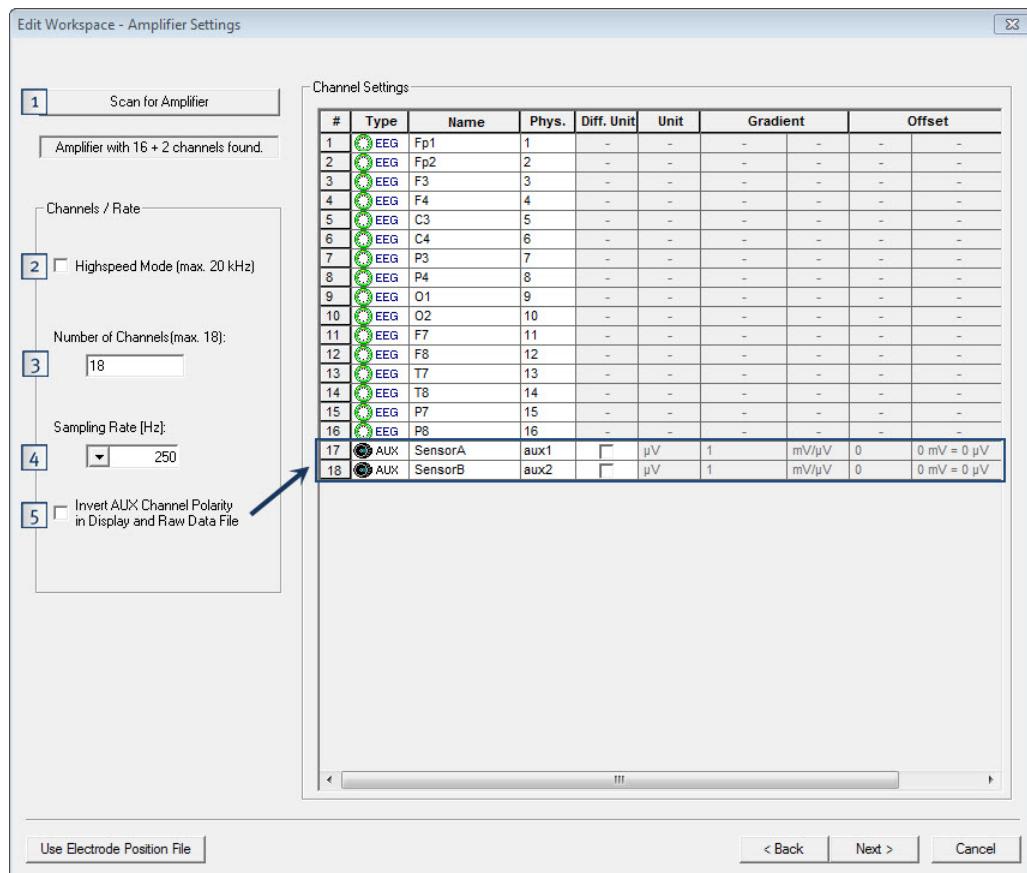 Edit Workspace - Amplifier Settings
1 Scan for Amplifier
Amplifier with 16 + 2 channels found.
Channels / Rate
2 Highspeed Mode (max. 20 kHz)
Number of Channels(max. 18):
3 18
Sampling Rate [Hz]:
4 250
5 Invert AUX Channel Polarity
in Display and Raw Data File
Channel Settings
# Type Name Phys. Diff. Unit Unit Gradient Offset
1 EEG Fp1 1 - - - - - -
2 EEG Fp2 2 - - - - - -
3 EEG F3 3 - - - - - -
4 EEG F4 4 - - - - - -
5 EEG C3 5 - - - - - -
6 EEG C4 6 - - - - - -
7 EEG P3 7 - - - - - -
8 EEG P4 8 - - - - - -
9 EEG O1 9 - - - - - -
10 EEG O2 10 - - - - - -
11 EEG F7 11 - - - - - -
12 EEG F8 12 - - - - - -
13 EEG T7 13 - - - - - -
14 EEG T8 14 - - - - - -
15 EEG P7 15 - - - - - -
16 EEG P8 16 - - - - - -
17 AUX SensorA aux1 µV 1 mV/µV 0 0 mV = 0 µV
18 AUX SensorB aux2 µV 1 mV/µV 0 0 mV = 0 µV
Use Electrode Position File
< Back Next > Cancel